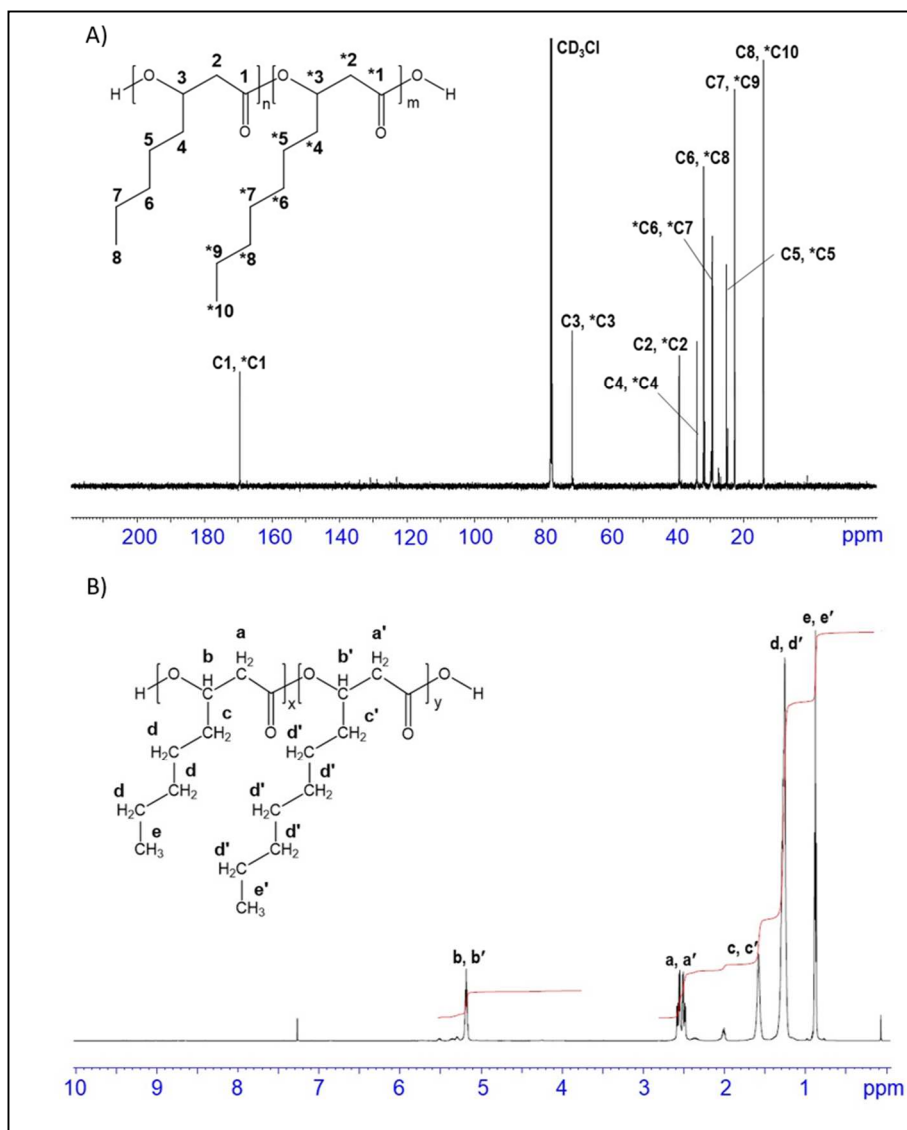 A)
CD₃Cl
C8, *C10
C7, *C9
C6, *C8
*C6, *C7
C5, *C5
C3, *C3
C2, *C2
C4, *C4
C1, *C1
H O 3 2 1 O n *3 *2 *1 O m OH H
O O
5 4 *5 *4
7 6 *7 *6
8 *9 *8
*10
200 180 160 140 120 100 80 60 40 20 ppm
B)
e, e′
d, d′
b, b′
a, a′
c, c′
a a'
b H₂ b' H₂
H O C H C x O C H C y O H
c O c' O
d CH₂ d' CH₂
H₂C d H₂C d'
d CH₂ d' CH₂
H₂C H₂C d'
e d' CH₂
CH₃ H₂C
e'
CH₃
10 9 8 7 6 5 4 3 2 1 ppm